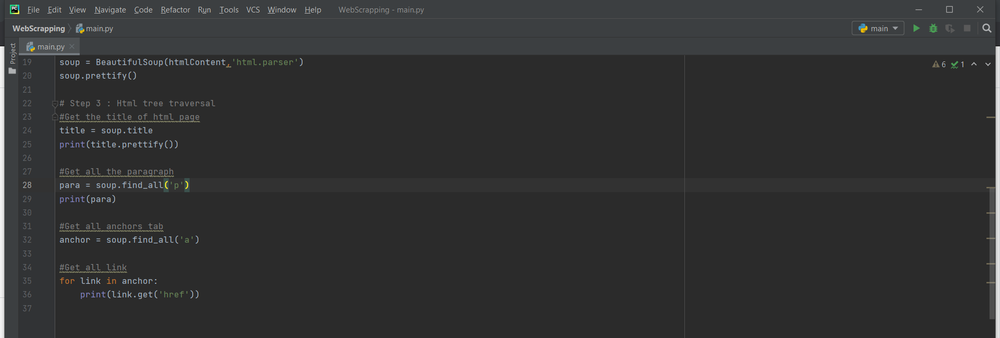 PC File Edit View Navigate Code Refactor Run Tools VCS Window Help WebScrapping - main.py
WebScrapping main.py main
Project
main.py
6 1
19 soup = BeautifulSoup(htmlContent,'html.parser')
20 soup.prettify()
21
22 # Step 3 : Html tree traversal
23 #Get the title of html page
24 title = soup.title
25 print(title.prettify())
26
27 #Get all the paragraph
28 para = soup.find_all('p')
29 print(para)
30
31 #Get all anchors tab
32 anchor = soup.find_all('a')
33
34 #Get all link
35 for link in anchor:
36     print(link.get('href'))
37